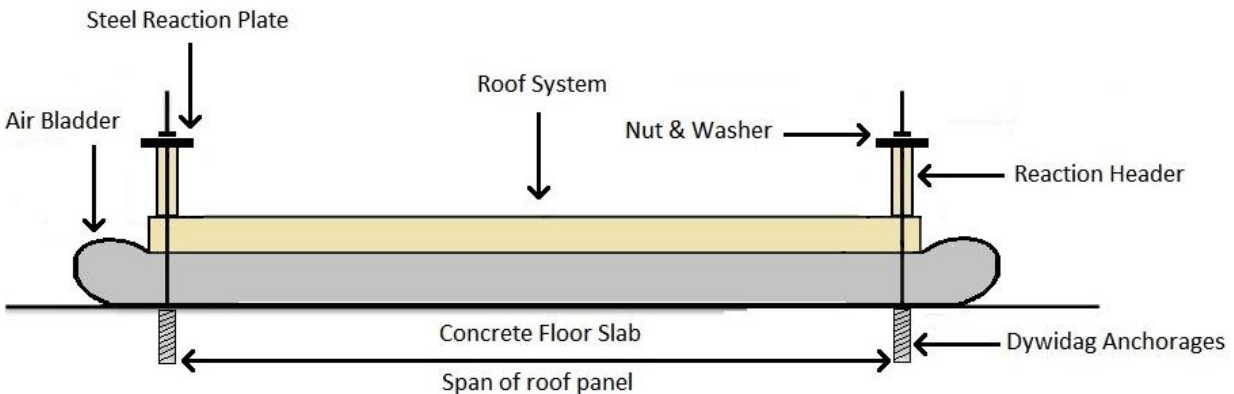 Steel Reaction Plate
Roof System
Air Bladder
Nut & Washer
Reaction Header
Concrete Floor Slab
Dywidag Anchorages
Span of roof panel